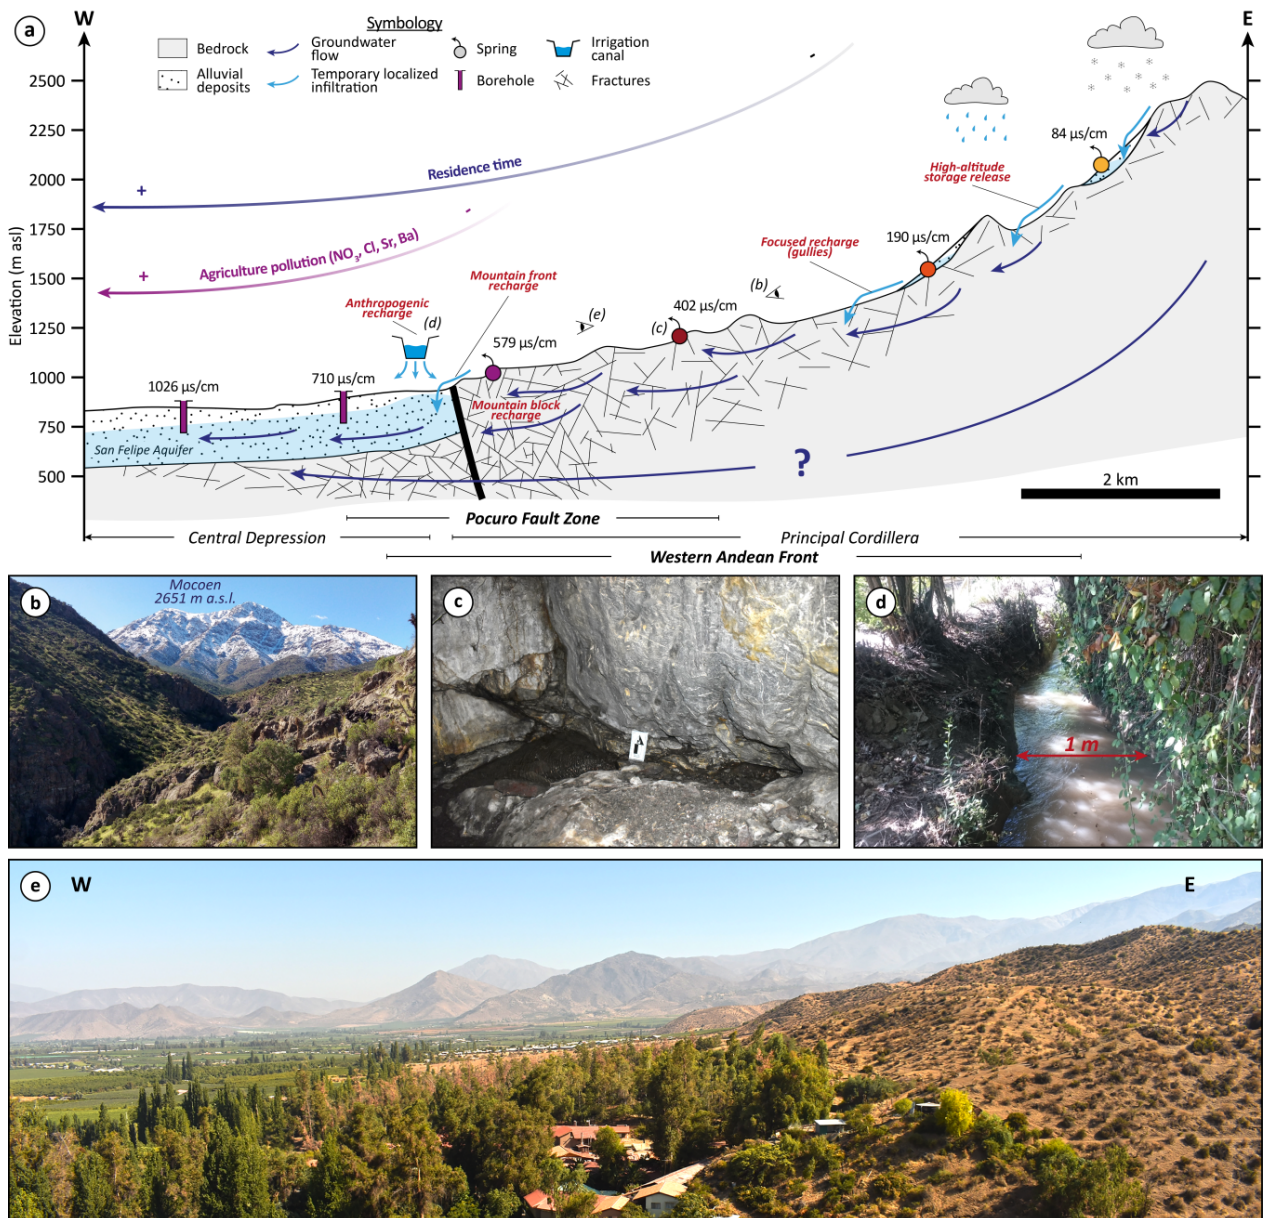 a
W
E
Symbology
Bedrock
Groundwater
flow
Spring
Irrigation
canal
Alluvial
deposits
Temporary localized
infiltration
Borehole
Fractures
Elevation (m asl)
2500
2250
2000
1750
1500
1250
1000
750
500
-
Residence time
+
-
Agriculture pollution (NO3, Cl, Sr, Ba)
+
84 µs/cm
High-altitude
storage release
190 µs/cm
Focused recharge
(gullies)
(b)
402 µs/cm
(c)
(e)
Mountain front
recharge
579 µs/cm
Anthropogenic
recharge
(d)
710 µs/cm
1026 µs/cm
Mountain block
recharge
San Felipe Aquifer
?
2 km
Pocuro Fault Zone
Central Depression
Principal Cordillera
Western Andean Front
b
Mocoen
2651 m a.s.l.
c
d
1 m
e
W
E